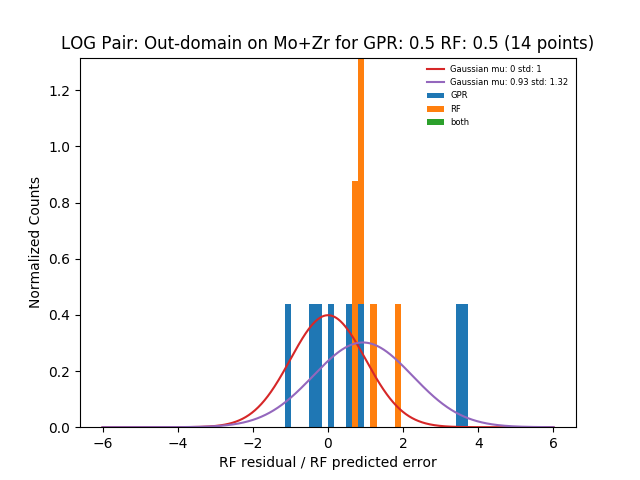 LOG Pair: Out-domain on Mo+Zr for GPR: 0.5 RF: 0.5 (14 points)
Gaussian mu: 0 std: 1
Gaussian mu: 0.93 std: 1.32
GPR
RF
both
Normalized Counts
1.2
1.0
0.8
0.6
0.4
0.2
0.0
−6 −4 −2 0 2 4 6
RF residual / RF predicted error